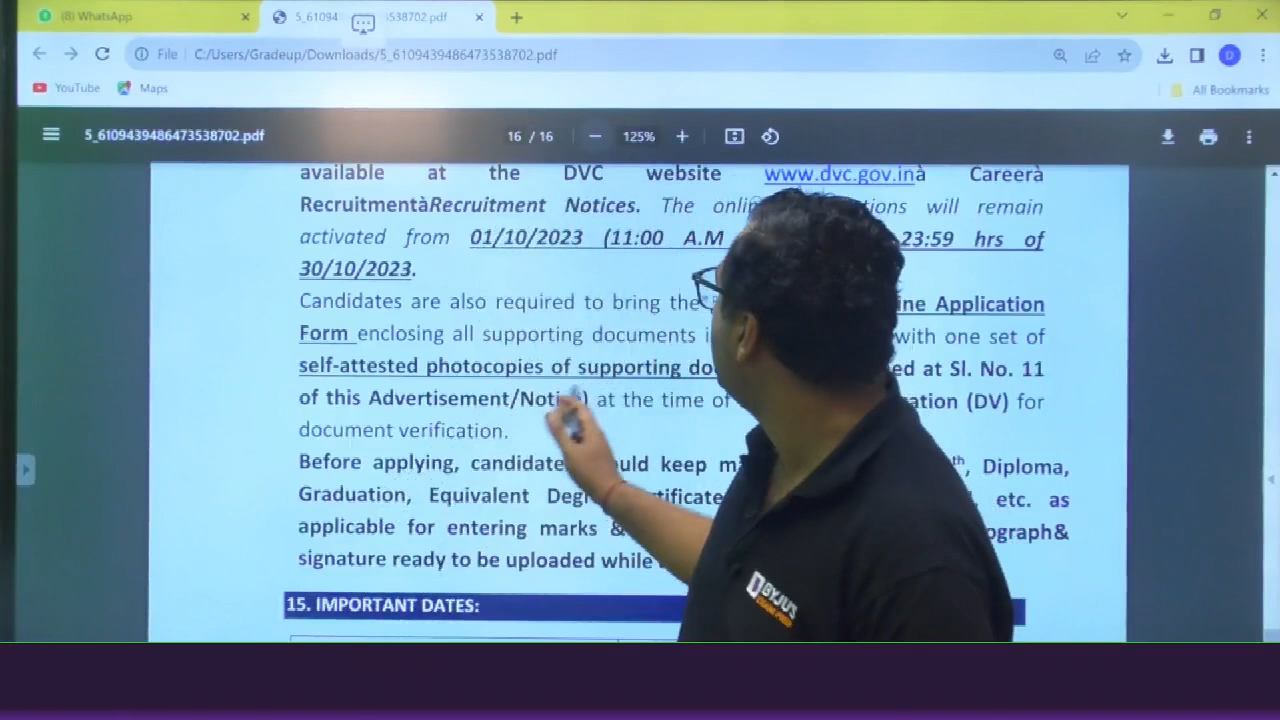 (8) WhatsApp
5_61094 538702.pdf
File C:/Users/Gradeup/Downloads/5_6109439486473538702.pdf
D
YouTube Maps All Bookmarks
5_6109439486473538702.pdf 16 / 16 125%
available at the DVC website www.dvc.gov.inà Careerà
RecruitmentàRecruitment Notices. The onli tions will remain
activated from 01/10/2023 (11:00 A.M 23:59 hrs of
30/10/2023.
Candidates are also required to bring the ine Application
Form enclosing all supporting documents i with one set of
self-attested photocopies of supporting do ed at Sl. No. 11
of this Advertisement/Noti ) at the time of ation (DV) for
document verification.
Before applying, candidate uld keep m th, Diploma,
Graduation, Equivalent Deg rtificate etc. as
applicable for entering marks & ograph&
signature ready to be uploaded while
15. IMPORTANT DATES:
BYJU'S
EXAM PREP